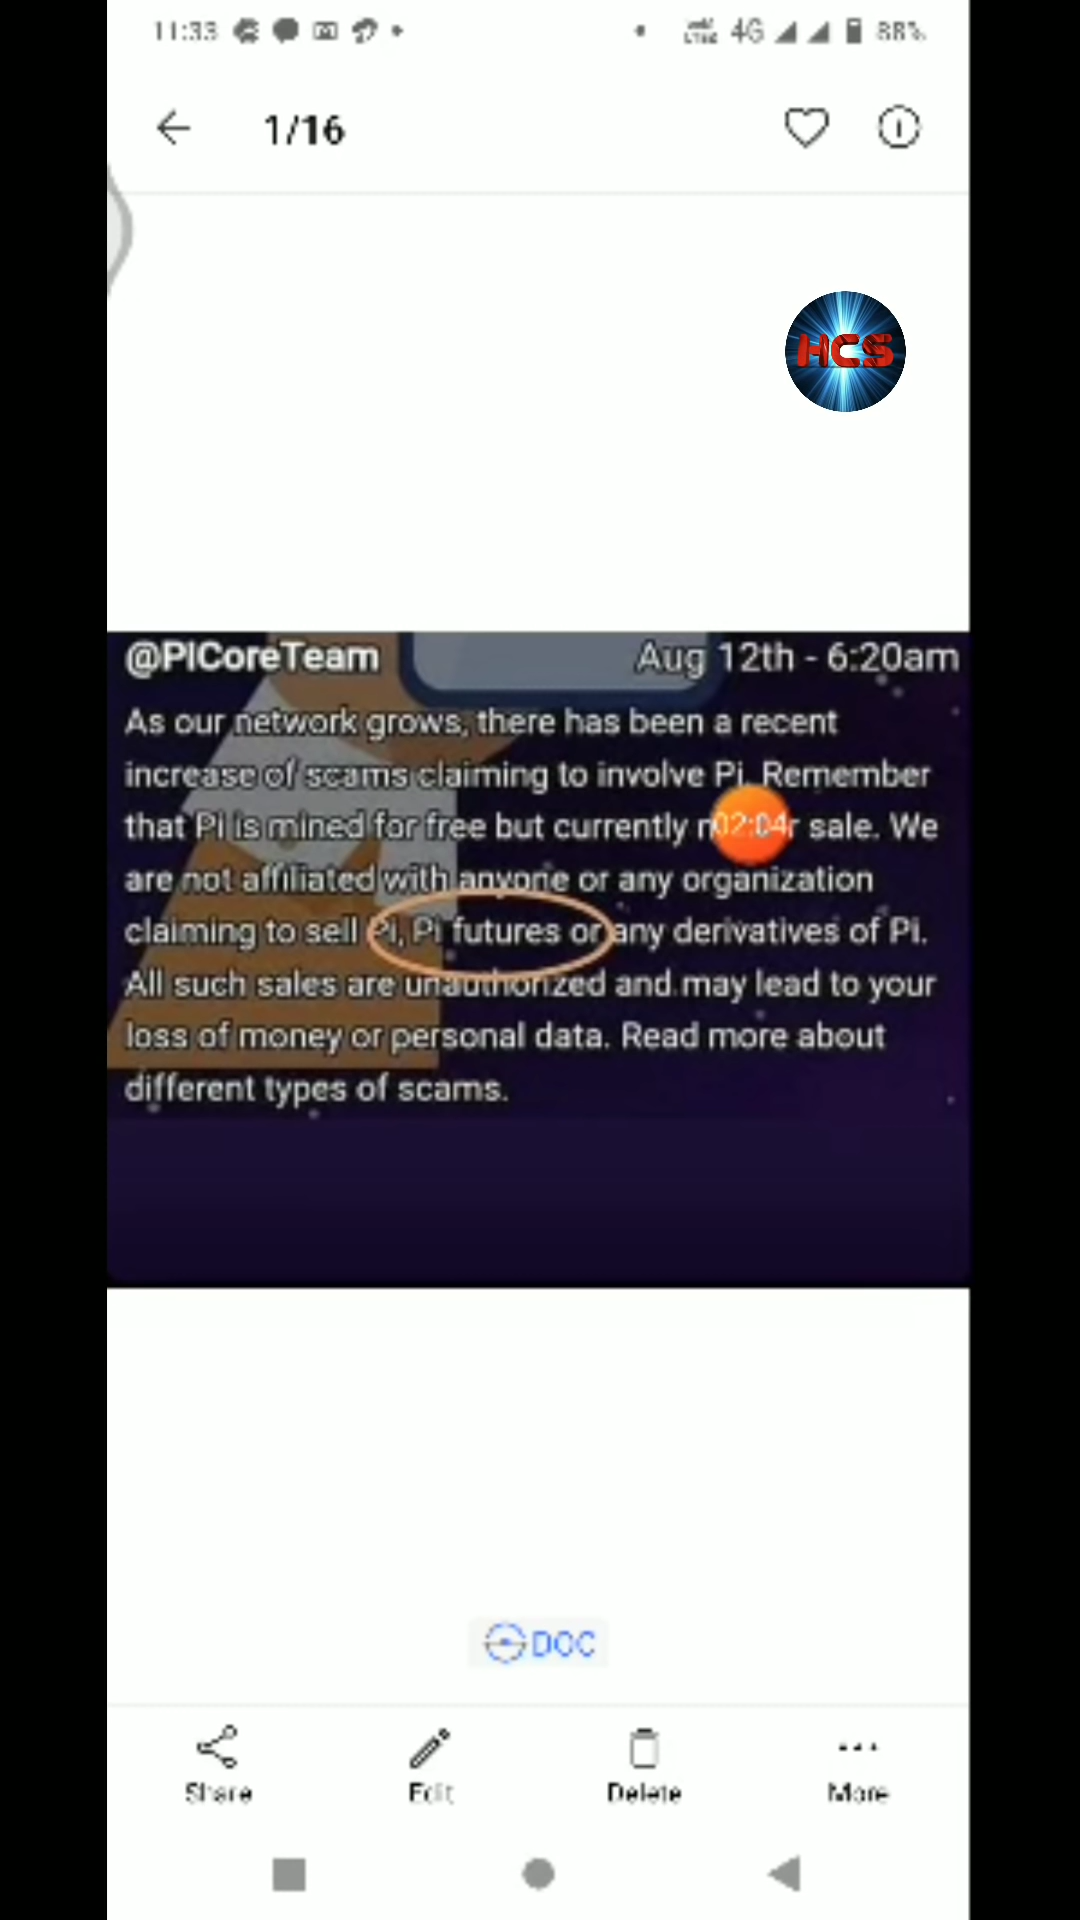 11:33
4G 88%
1/16
HCS
@PICoreTeam Aug 12th - 6:20am
As our network grows, there has been a recent
increase of scams claiming to involve Pi. Remember
that Pi is mined for free but currently 02:04 sale. We
are not affiliated with anyone or any organization
claiming to sell Pi, Pi futures or any derivatives of Pi.
All such sales are unauthorized and may lead to your
loss of money or personal data. Read more about
different types of scams.
DOC
Share Edit Delete More